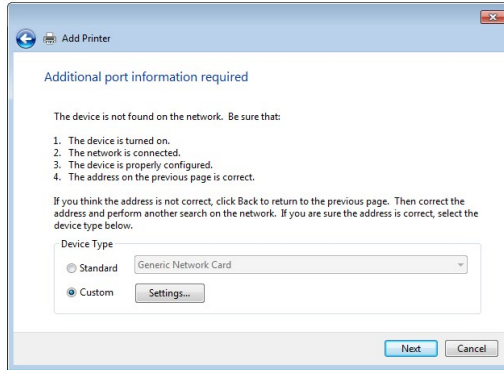 Add Printer
Additional port information required
The device is not found on the network. Be sure that:
1. The device is turned on.
2. The network is connected.
3. The device is properly configured.
4. The address on the previous page is correct.
If you think the address is not correct, click Back to return to the previous page. Then correct the
address and perform another search on the network. If you are sure the address is correct, select the
device type below.
Device Type
Standard Generic Network Card
Custom Settings...
Next Cancel